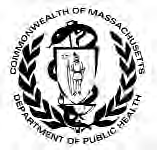 COMMONWEALTH OF MASSACHUSETTS
DEPARTMENT OF PUBLIC HEALTH